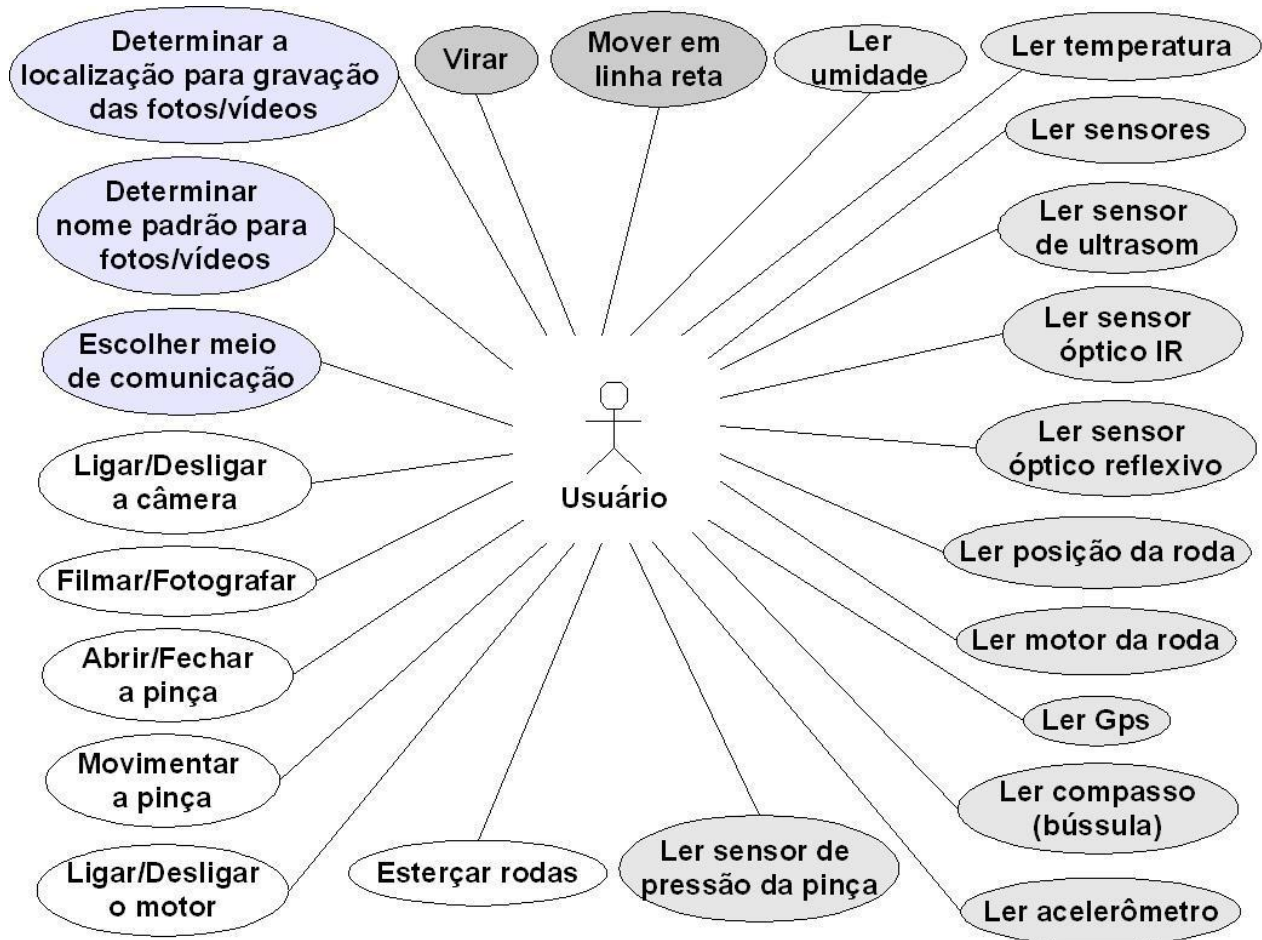 Determinar a
localização para gravação
das fotos/vídeos
Virar
Mover em
linha reta
Ler
umidade
Ler temperatura
Ler sensores
Determinar
nome padrão para
fotos/vídeos
Ler sensor
de ultrasom
Escolher meio
de comunicação
Ler sensor
óptico IR
Ligar/Desligar
a câmera
Usuário
Ler sensor
óptico reflexivo
Filmar/Fotografar
Ler posição da roda
Abrir/Fechar
a pinça
Ler motor da roda
Ler Gps
Movimentar
a pinça
Ler compasso
(bússula)
Ligar/Desligar
o motor
Esterçar rodas
Ler sensor de
pressão da pinça
Ler acelerômetro